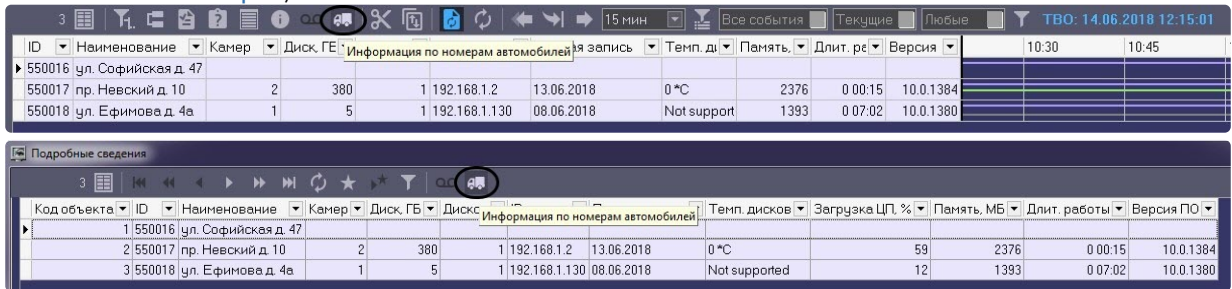 3 15 мин Все события Текущие Любые ТВО: 14.06.2018 12:15:01
ID Наименование Камер Диск, ГБ я запись Темп. ди Память, Длит. ра Версия 10:30 10:45
Информация по номерам автомобилей
550016 ул. Софийская д. 47
550017 пр. Невский д. 10 2 380 1 192.168.1.2 13.06.2018 0 *C 2376 0 00:15 10.0.1384
550018 ул. Ефимова д. 4а 1 5 1 192.168.1.130 08.06.2018 Not support 1393 0 07:02 10.0.1380
Подробные сведения
3
Код объекта ID Наименование Камер Диск, ГБ Диско Темп. дисков Загрузка ЦП, % Память, МБ Длит. работы Версия ПО
Информация по номерам автомобилей
1 550016 ул. Софийская д. 47
2 550017 пр. Невский д. 10 2 380 1 192.168.1.2 13.06.2018 0 *C 59 2376 0 00:15 10.0.1384
3 550018 ул. Ефимова д. 4а 1 5 1 192.168.1.130 08.06.2018 Not supported 12 1393 0 07:02 10.0.1380